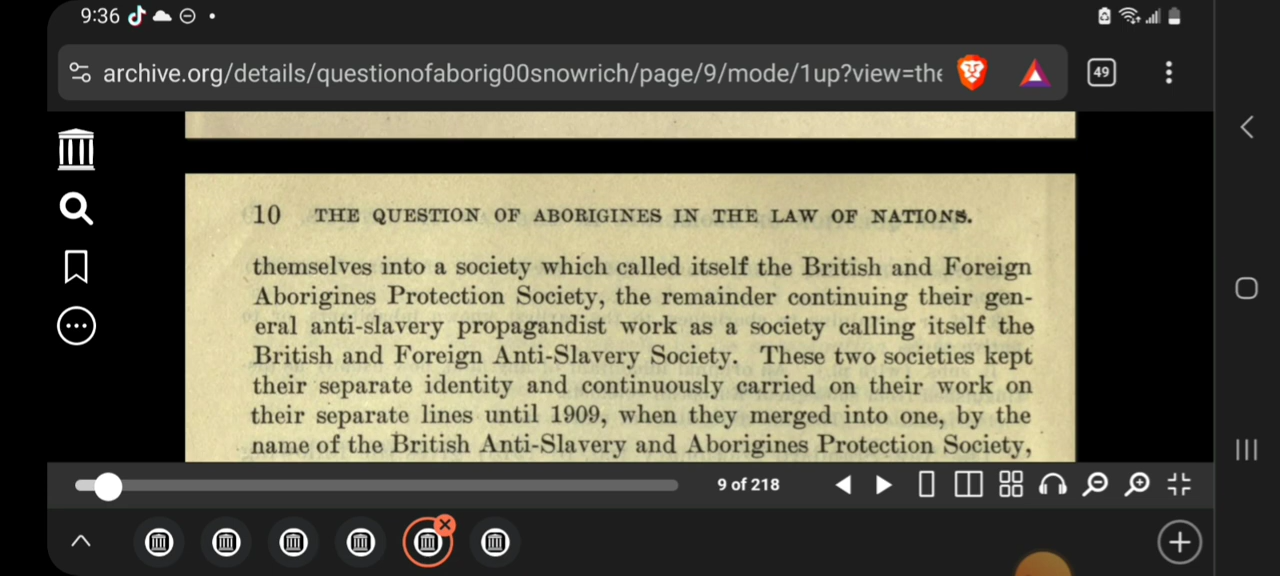 9:36
archive.org/details/questionofaborig00snowrich/page/9/mode/1up?view=the
49
10 THE QUESTION OF ABORIGINES IN THE LAW OF NATIONS.
themselves into a society which called itself the British and Foreign
Aborigines Protection Society, the remainder continuing their gen-
eral anti-slavery propagandist work as a society calling itself the
British and Foreign Anti-Slavery Society. These two societies kept
their separate identity and continuously carried on their work on
their separate lines until 1909, when they merged into one, by the
name of the British Anti-Slavery and Aborigines Protection Society,
9 of 218